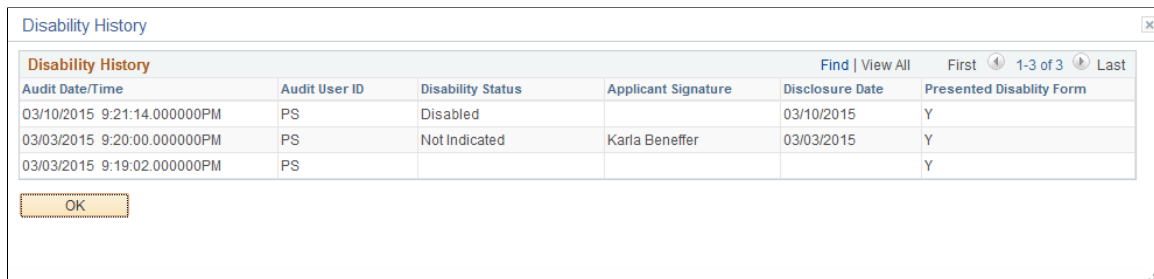 Disability History
Disability History Find | View All First 1-3 of 3 Last
Audit Date/Time Audit User ID Disability Status Applicant Signature Disclosure Date Presented Disablity Form
03/10/2015 9:21:14.000000PM PS Disabled 03/10/2015 Y
03/03/2015 9:20:00.000000PM PS Not Indicated Karla Beneffer 03/03/2015 Y
03/03/2015 9:19:02.000000PM PS Y
OK